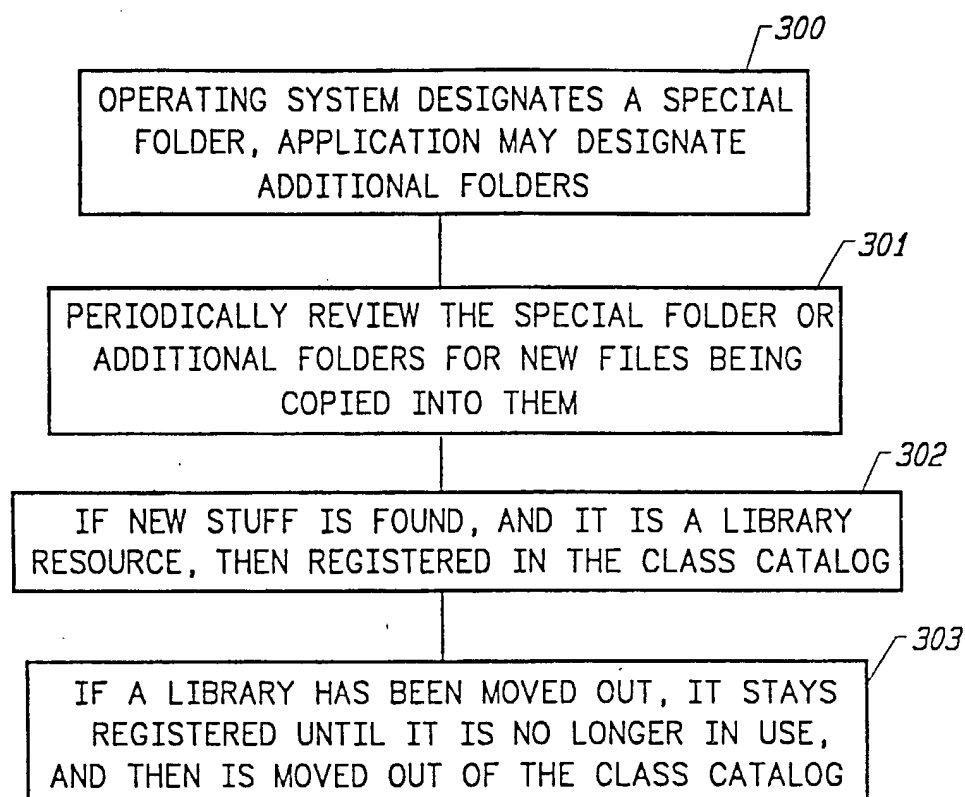 300
OPERATING SYSTEM DESIGNATES A SPECIAL
FOLDER, APPLICATION MAY DESIGNATE
ADDITIONAL FOLDERS
301
PERIODICALLY REVIEW THE SPECIAL FOLDER OR
ADDITIONAL FOLDERS FOR NEW FILES BEING
COPIED INTO THEM
302
IF NEW STUFF IS FOUND, AND IT IS A LIBRARY
RESOURCE, THEN REGISTERED IN THE CLASS CATALOG
303
IF A LIBRARY HAS BEEN MOVED OUT, IT STAYS
REGISTERED UNTIL IT IS NO LONGER IN USE,
AND THEN IS MOVED OUT OF THE CLASS CATALOG